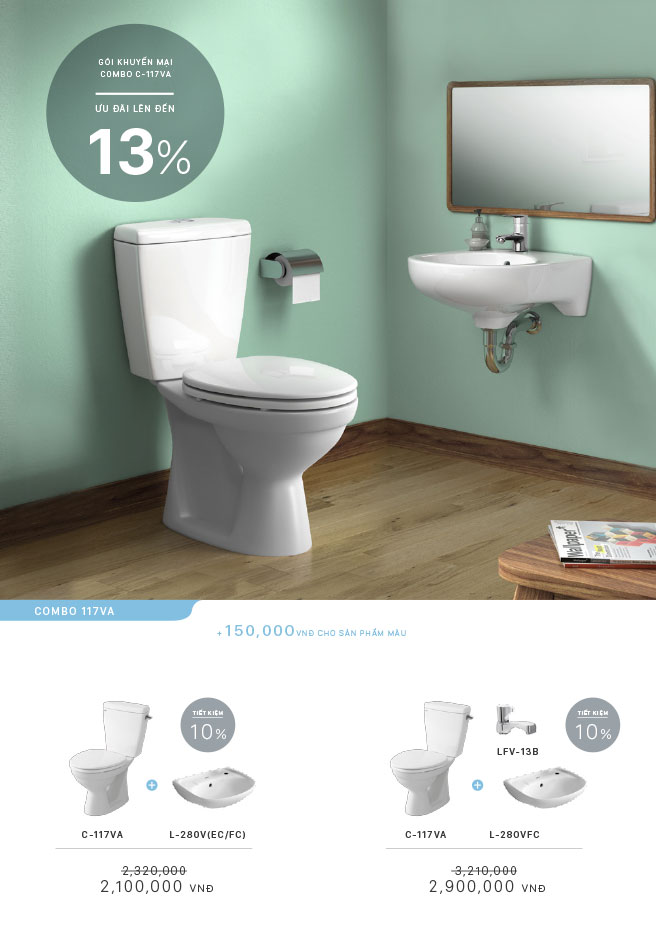 GÓI KHUYẾN MẠI
COMBO C-117VA
ƯU ĐÃI LÊN ĐẾN
13%
Wallpaper*
COMBO 117VA
+ 150,000 VNĐ CHO SẢN PHẨM MÀU
TIẾT KIỆM
10%
C-117VA
L-280V(EC/FC)
2,320,000
2,100,000 VNĐ
TIẾT KIỆM
10%
LFV-13B
C-117VA
L-280VFC
3,210,000
2,900,000 VNĐ